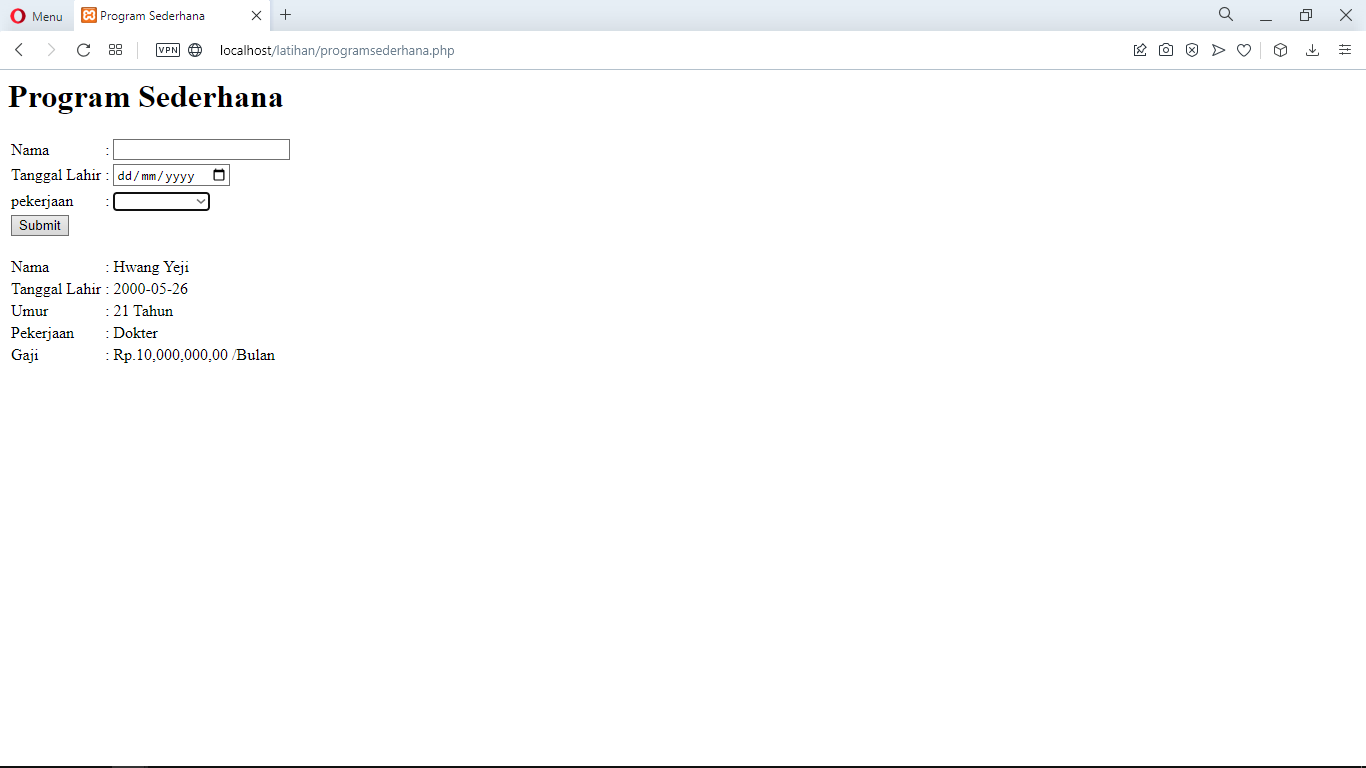 Menu
Program Sederhana
VPN
localhost/latihan/programsederhana.php
Program Sederhana
Nama :
Tanggal Lahir : dd/mm/yyyy
pekerjaan :
Submit
Nama : Hwang Yeji
Tanggal Lahir : 2000-05-26
Umur : 21 Tahun
Pekerjaan : Dokter
Gaji : Rp.10,000,000,00 /Bulan